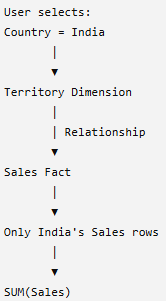 User selects:
Country = India
│
▼
Territory Dimension
│
│ Relationship
▼
Sales Fact
│
▼
Only India's Sales rows
│
▼
SUM(Sales)